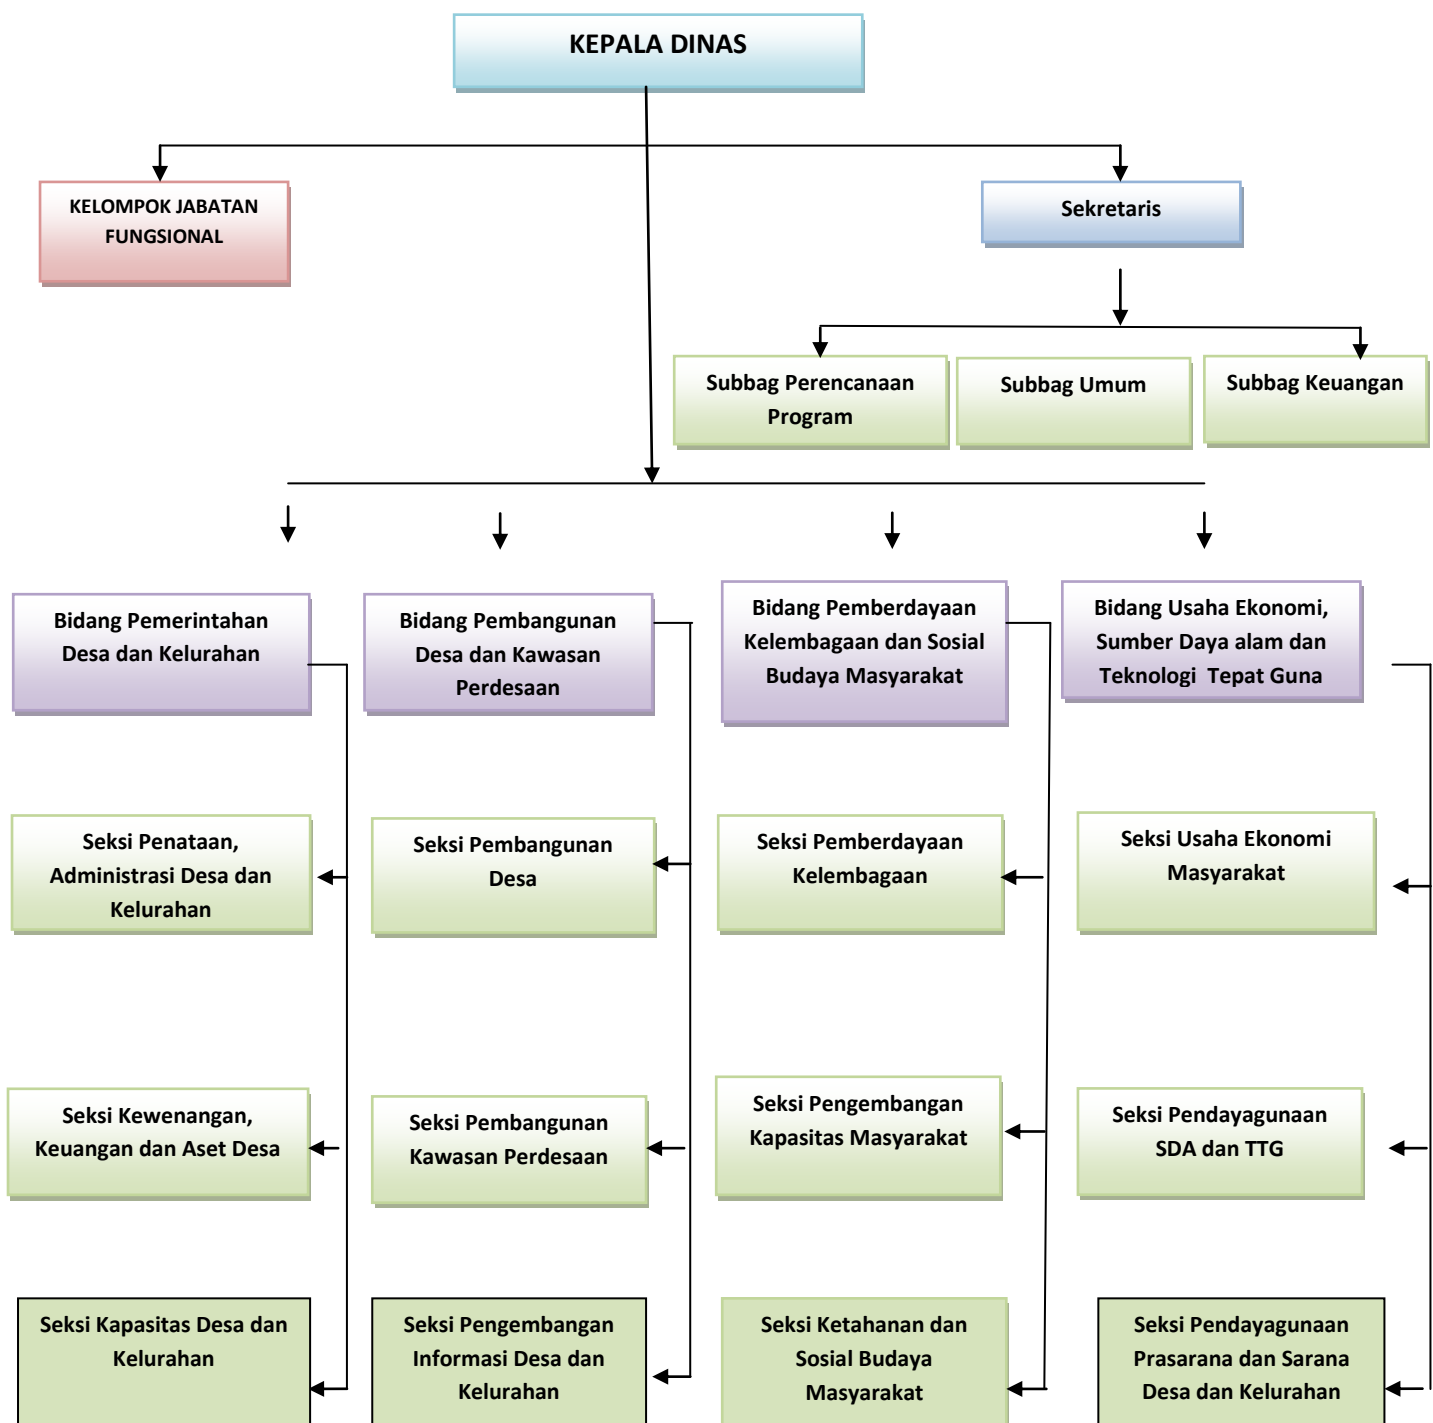 KEPALA DINAS
KELOMPOK JABATAN
FUNGSIONAL
Sekretaris
Subbag Perencanaan
Program
Subbag Umum
Subbag Keuangan
Bidang Pemerintahan
Desa dan Kelurahan
Bidang Pembangunan
Desa dan Kawasan
Perdesaan
Bidang Pemberdayaan
Kelembagaan dan Sosial
Budaya Masyarakat
Bidang Usaha Ekonomi,
Sumber Daya alam dan
Teknologi Tepat Guna
Seksi Penataan,
Administrasi Desa dan
Kelurahan
Seksi Pembangunan
Desa
Seksi Pemberdayaan
Kelembagaan
Seksi Usaha Ekonomi
Masyarakat
Seksi Kewenangan,
Keuangan dan Aset Desa
Seksi Pembangunan
Kawasan Perdesaan
Seksi Pengembangan
Kapasitas Masyarakat
Seksi Pendayagunaan
SDA dan TTG
Seksi Kapasitas Desa dan
Kelurahan
Seksi Pengembangan
Informasi Desa dan
Kelurahan
Seksi Ketahanan dan
Sosial Budaya
Masyarakat
Seksi Pendayagunaan
Prasarana dan Sarana
Desa dan Kelurahan